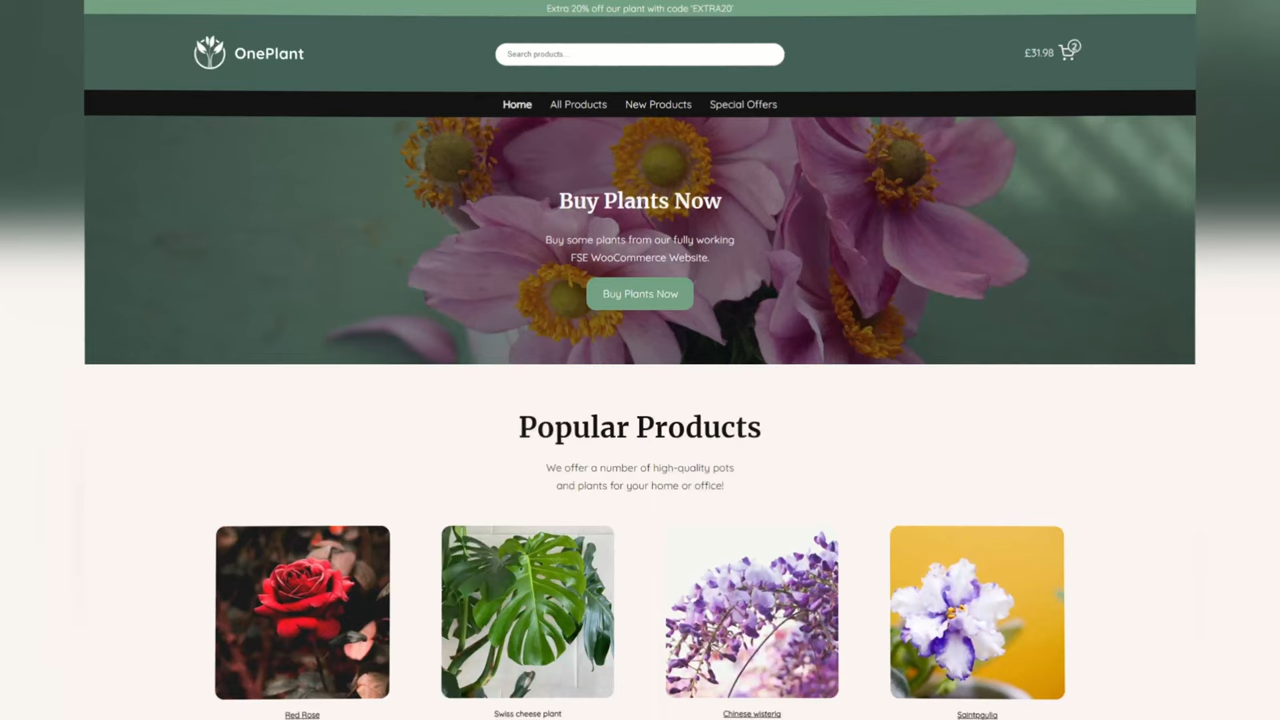 Extra 20% off our plant with code 'EXTRA20'
OnePlant
Search products...
£31.98
2
Home All Products New Products Special Offers
Buy Plants Now
Buy some plants from our fully working
FSE WooCommerce Website.
Buy Plants Now
Popular Products
We offer a number of high-quality pots
and plants for your home or office!
Red Rose
Swiss cheese plant
Chinese wisteria
Saintpgulia